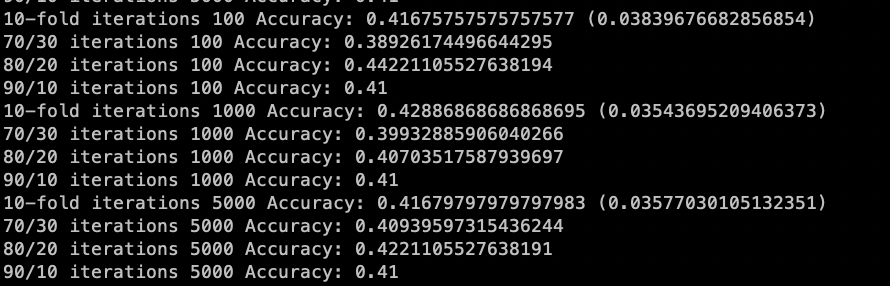 10-fold iterations 100 Accuracy: 0.41675757575757577 (0.03839676682856854)
70/30 iterations 100 Accuracy: 0.38926174496644295
80/20 iterations 100 Accuracy: 0.44221105527638194
90/10 iterations 100 Accuracy: 0.41
10-fold iterations 1000 Accuracy: 0.42886868686868695 (0.03543695209406373)
70/30 iterations 1000 Accuracy: 0.39932885906040266
80/20 iterations 1000 Accuracy: 0.40703517587939697
90/10 iterations 1000 Accuracy: 0.41
10-fold iterations 5000 Accuracy: 0.41679797979797983 (0.03577030105132351)
70/30 iterations 5000 Accuracy: 0.40939597315436244
80/20 iterations 5000 Accuracy: 0.4221105527638191
90/10 iterations 5000 Accuracy: 0.41